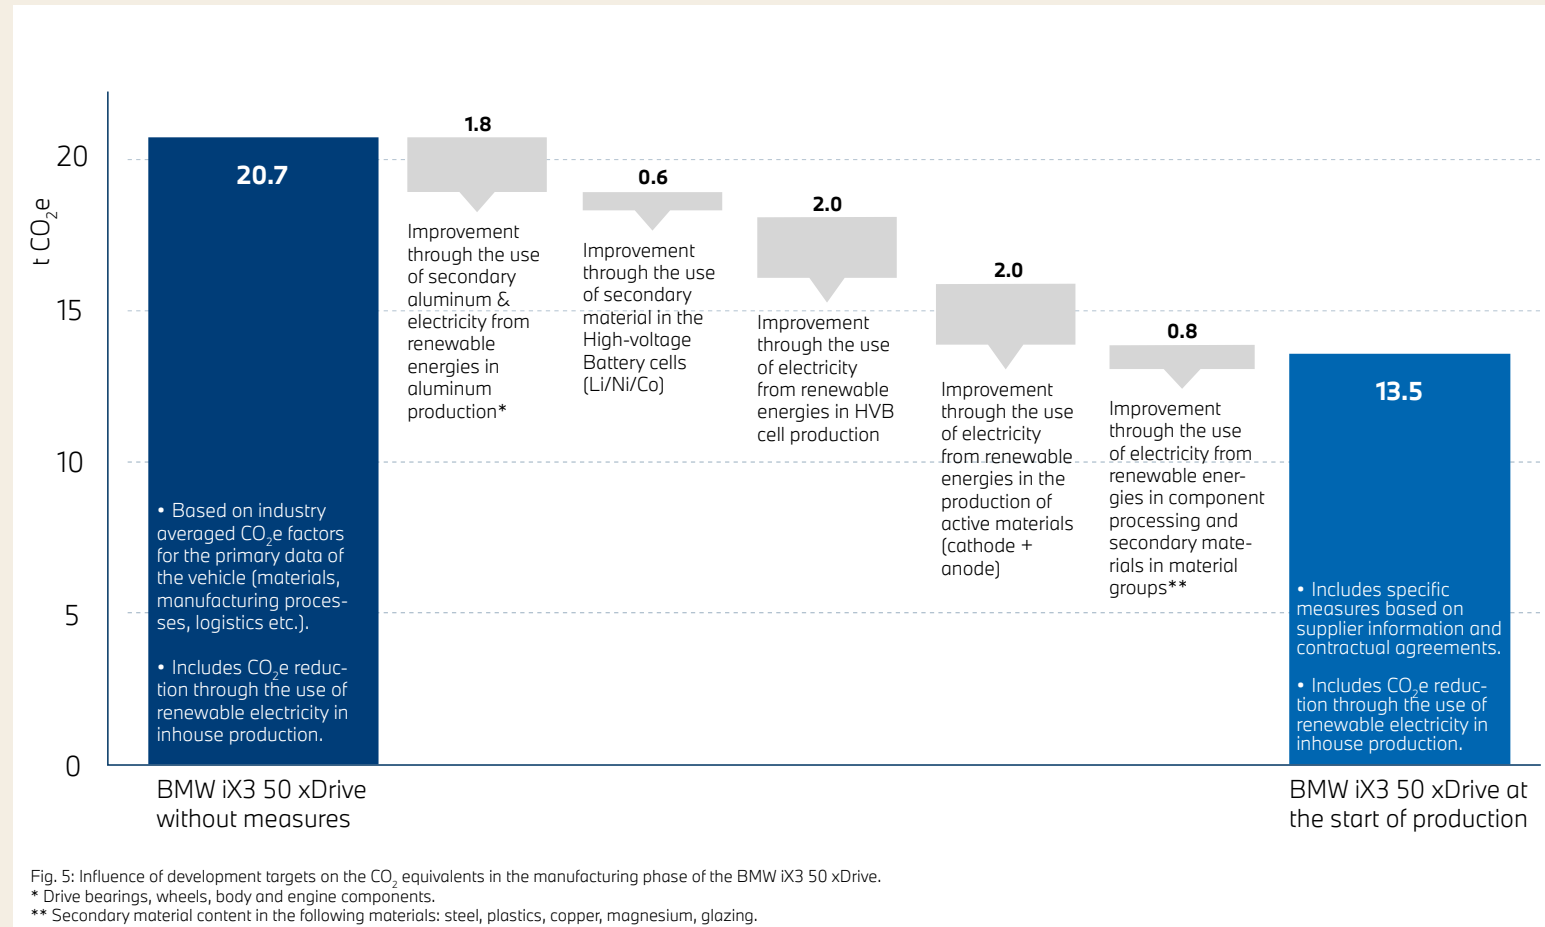 t CO₂e
20
15
10
5
0
20.7
• Based on industry
averaged CO₂e factors
for the primary data of
the vehicle (materials,
manufacturing proces-
ses, logistics etc.).
• Includes CO₂e reduc-
tion through the use of
renewable electricity in
inhouse production.
BMW iX3 50 xDrive
without measures
1.8
Improvement
through the use
of secondary
aluminum &
electricity from
renewable
energies in
aluminum
production*
0.6
Improvement
through the use
of secondary
material in the
High-voltage
Battery cells
(Li/Ni/Co)
2.0
Improvement
through the use
of electricity
from renewable
energies in HVB
cell production
2.0
Improvement
through the use
of electricity
from renewable
energies in the
production of
active materials
(cathode +
anode)
0.8
Improvement
through the use
of electricity from
renewable ener-
gies in component
processing and
secondary mate-
rials in material
groups**
13.5
• Includes specific
measures based on
supplier information and
contractual agreements.
• Includes CO₂e reduc-
tion through the use of
renewable electricity in
inhouse production.
BMW iX3 50 xDrive at
the start of production
Fig. 5: Influence of development targets on the CO₂ equivalents in the manufacturing phase of the BMW iX3 50 xDrive.
* Drive bearings, wheels, body and engine components.
** Secondary material content in the following materials: steel, plastics, copper, magnesium, glazing.